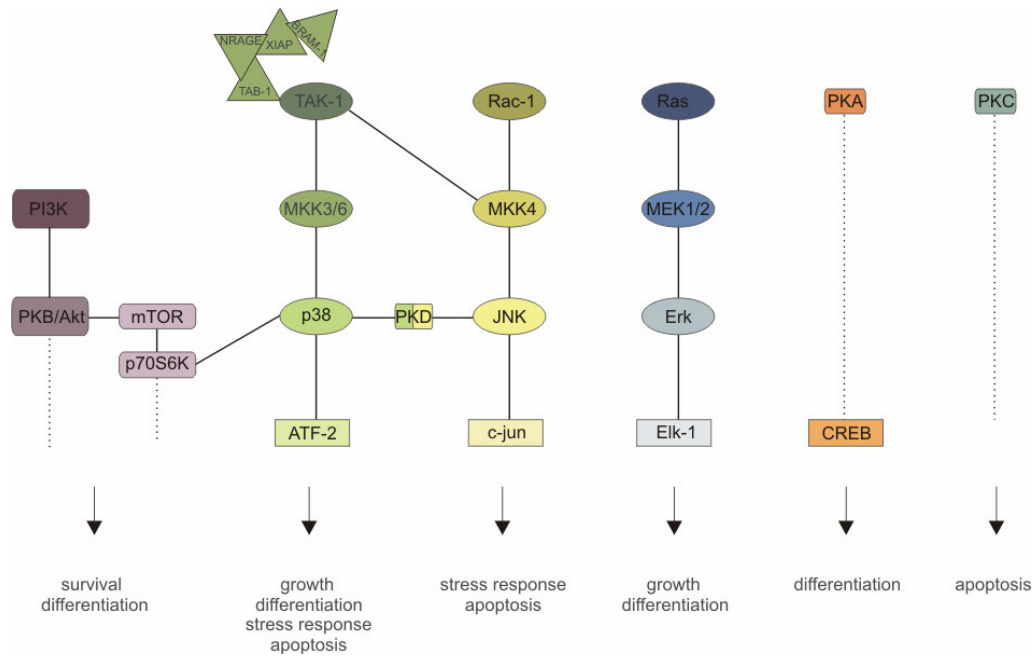 BRAM-1
NRAGE
XIAP
TAB-1
TAK-1
Rac-1
Ras
PKA
PKC
PI3K
MKK3/6
MKK4
MEK1/2
PKB/Akt
mTOR
p38
PKD
JNK
Erk
p70S6K
ATF-2
c-jun
Elk-1
CREB
survival
differentiation
growth
differentiation
stress response
apoptosis
stress response
apoptosis
growth
differentiation
differentiation
apoptosis